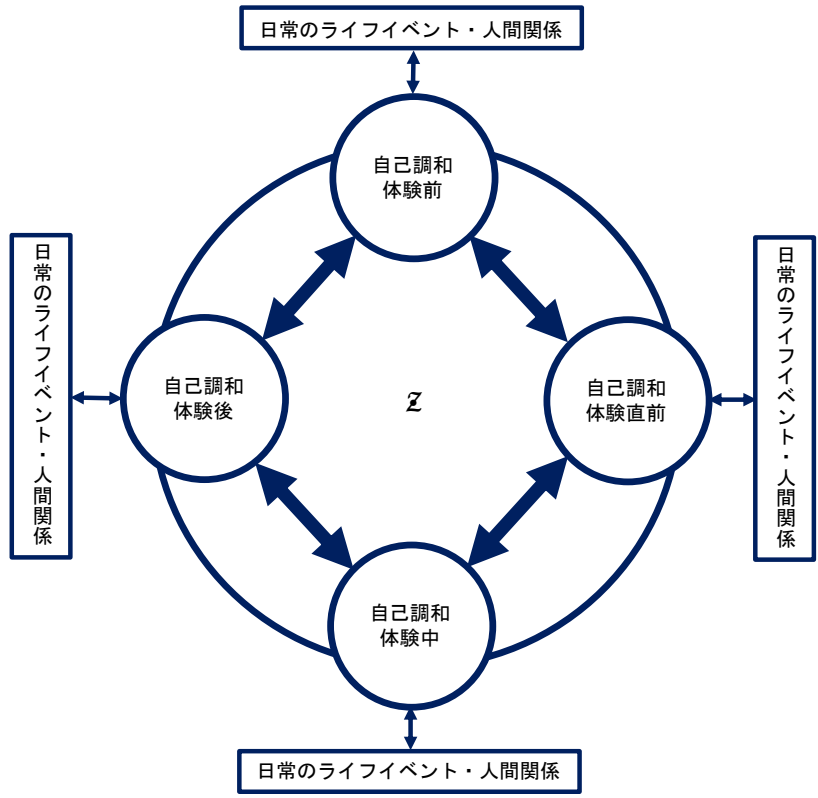 日常のライフイベント・人間関係
自己調和
体験前
日常のライフイベント・人間関係
自己調和
体験後
z
自己調和
体験直前
日常のライフイベント・人間関係
自己調和
体験中
日常のライフイベント・人間関係